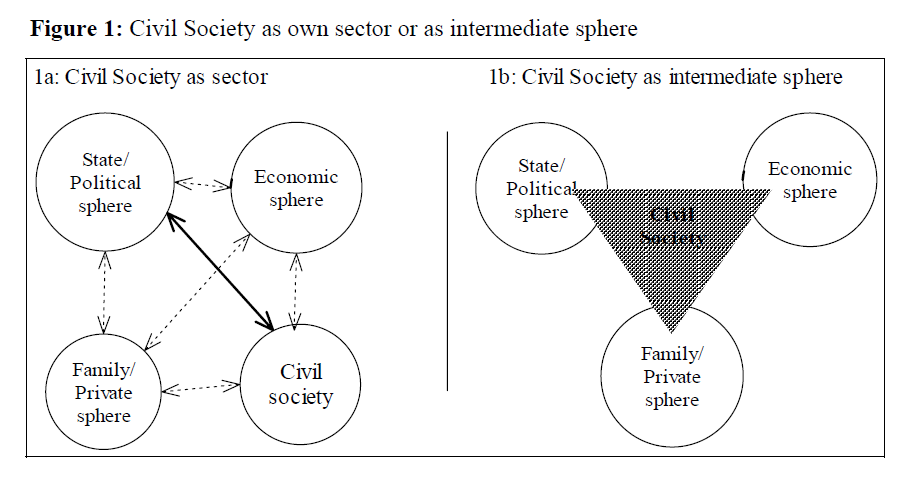 Figure 1: Civil Society as own sector or as intermediate sphere
1a: Civil Society as sector
State/
Political
sphere
Economic
sphere
Family/
Private
sphere
Civil
society
1b: Civil Society as intermediate sphere
State/
Political
sphere
Economic
sphere
Civil
Society
Family/
Private
sphere